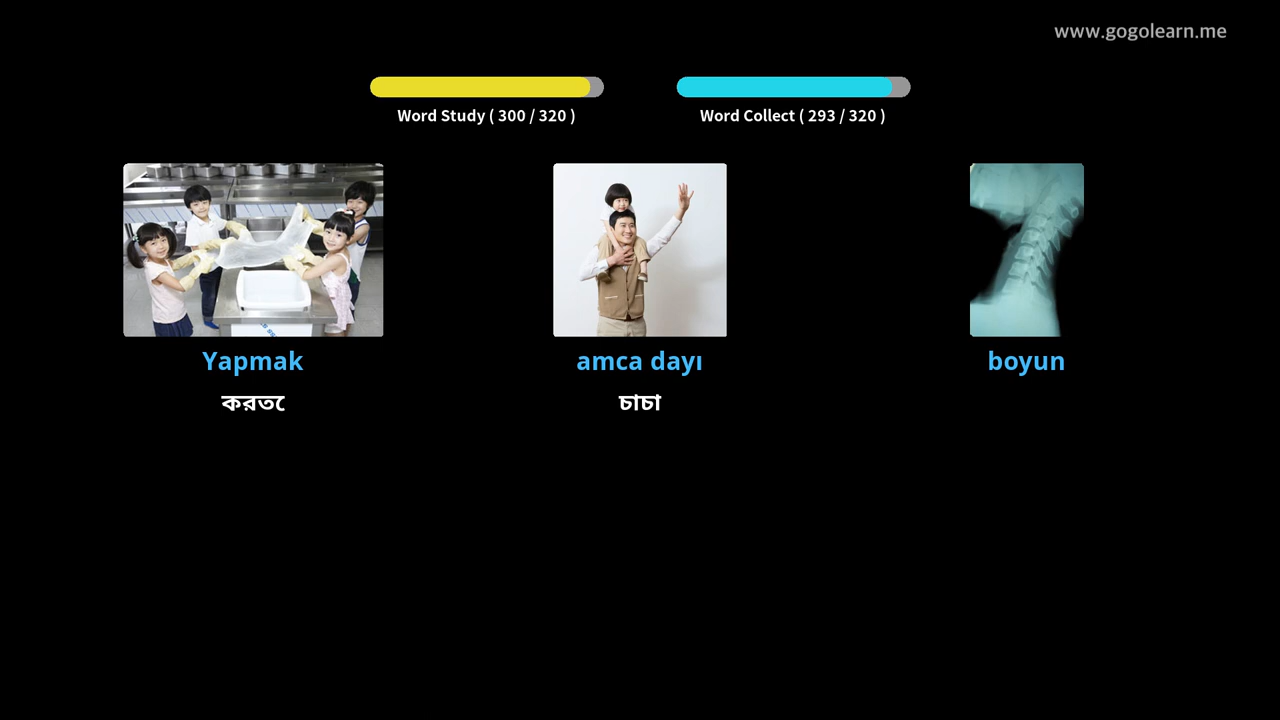 www.gogolearn.me
Word Study ( 300 / 320 )
Word Collect ( 293 / 320 )
Yapmak
amca dayı
boyun
করতে
চাচা